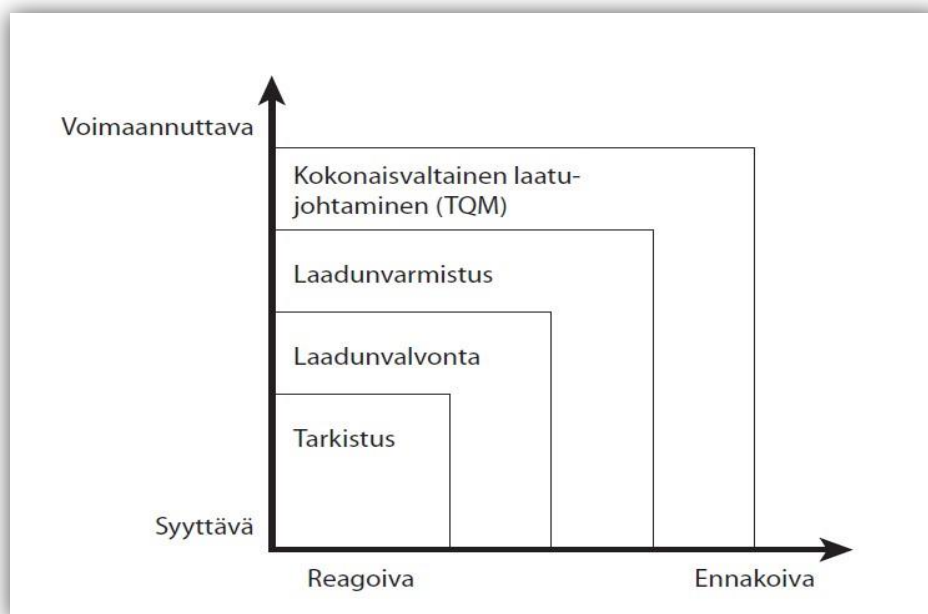 Voimaannuttava
Kokonaisvaltainen laatu-
johtaminen (TQM)
Laadunvarmistus
Laadunvalvonta
Tarkistus
Syyttävä
Reagoiva
Ennakoiva